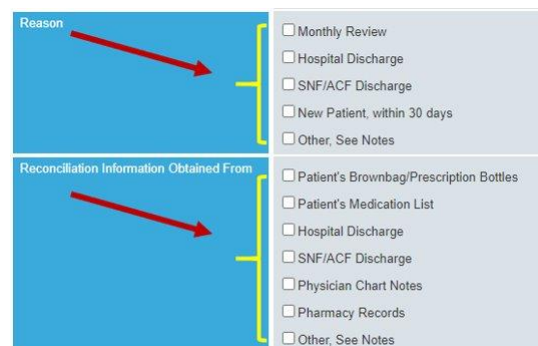 Reason
Monthly Review
Hospital Discharge
SNF/ACF Discharge
New Patient, within 30 days
Other, See Notes
Reconciliation Information Obtained From
Patient's Brownbag/Prescription Bottles
Patient's Medication List
Hospital Discharge
SNF/ACF Discharge
Physician Chart Notes
Pharmacy Records
Other, See Notes